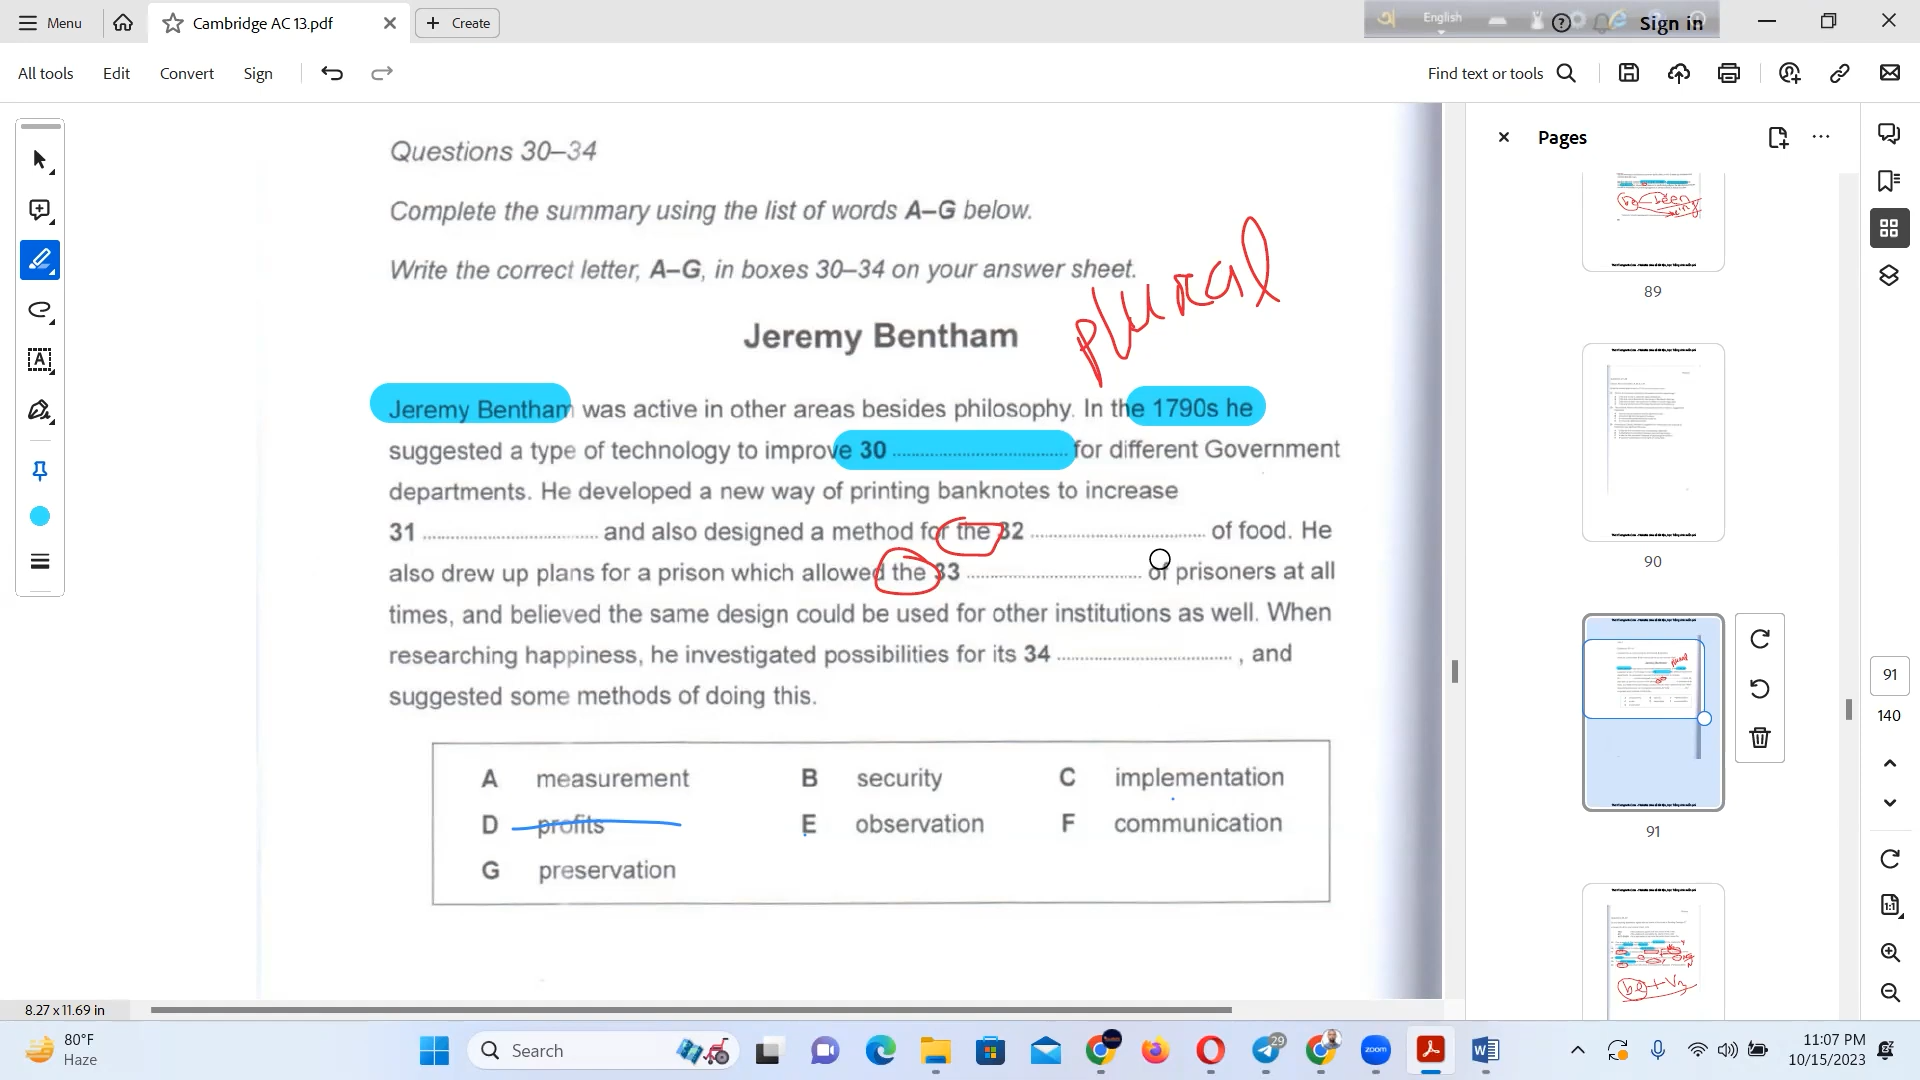 Menu
Cambridge AC 13.pdf
Create
English
Sign in
All tools
Edit
Convert
Sign
Find text or tools
Questions 30–34
Complete the summary using the list of words A–G below.
Write the correct letter, A–G, in boxes 30–34 on your answer sheet.
plural
Jeremy Bentham
Jeremy Bentham was active in other areas besides philosophy. In the 1790s he
suggested a type of technology to improve 30 .............................. for different Government
departments. He developed a new way of printing banknotes to increase
31 .............................. and also designed a method for the 32 .............................. of food. He
also drew up plans for a prison which allowed the 33 .............................. of prisoners at all
times, and believed the same design could be used for other institutions as well. When
researching happiness, he investigated possibilities for its 34 .............................. , and
suggested some methods of doing this.
A measurement B security C implementation
D profits E observation F communication
G preservation
Pages
89
90
91
91
140
8.27 x 11.69 in
80°F
Haze
Search
29
zoom
11:07 PM
10/15/2023